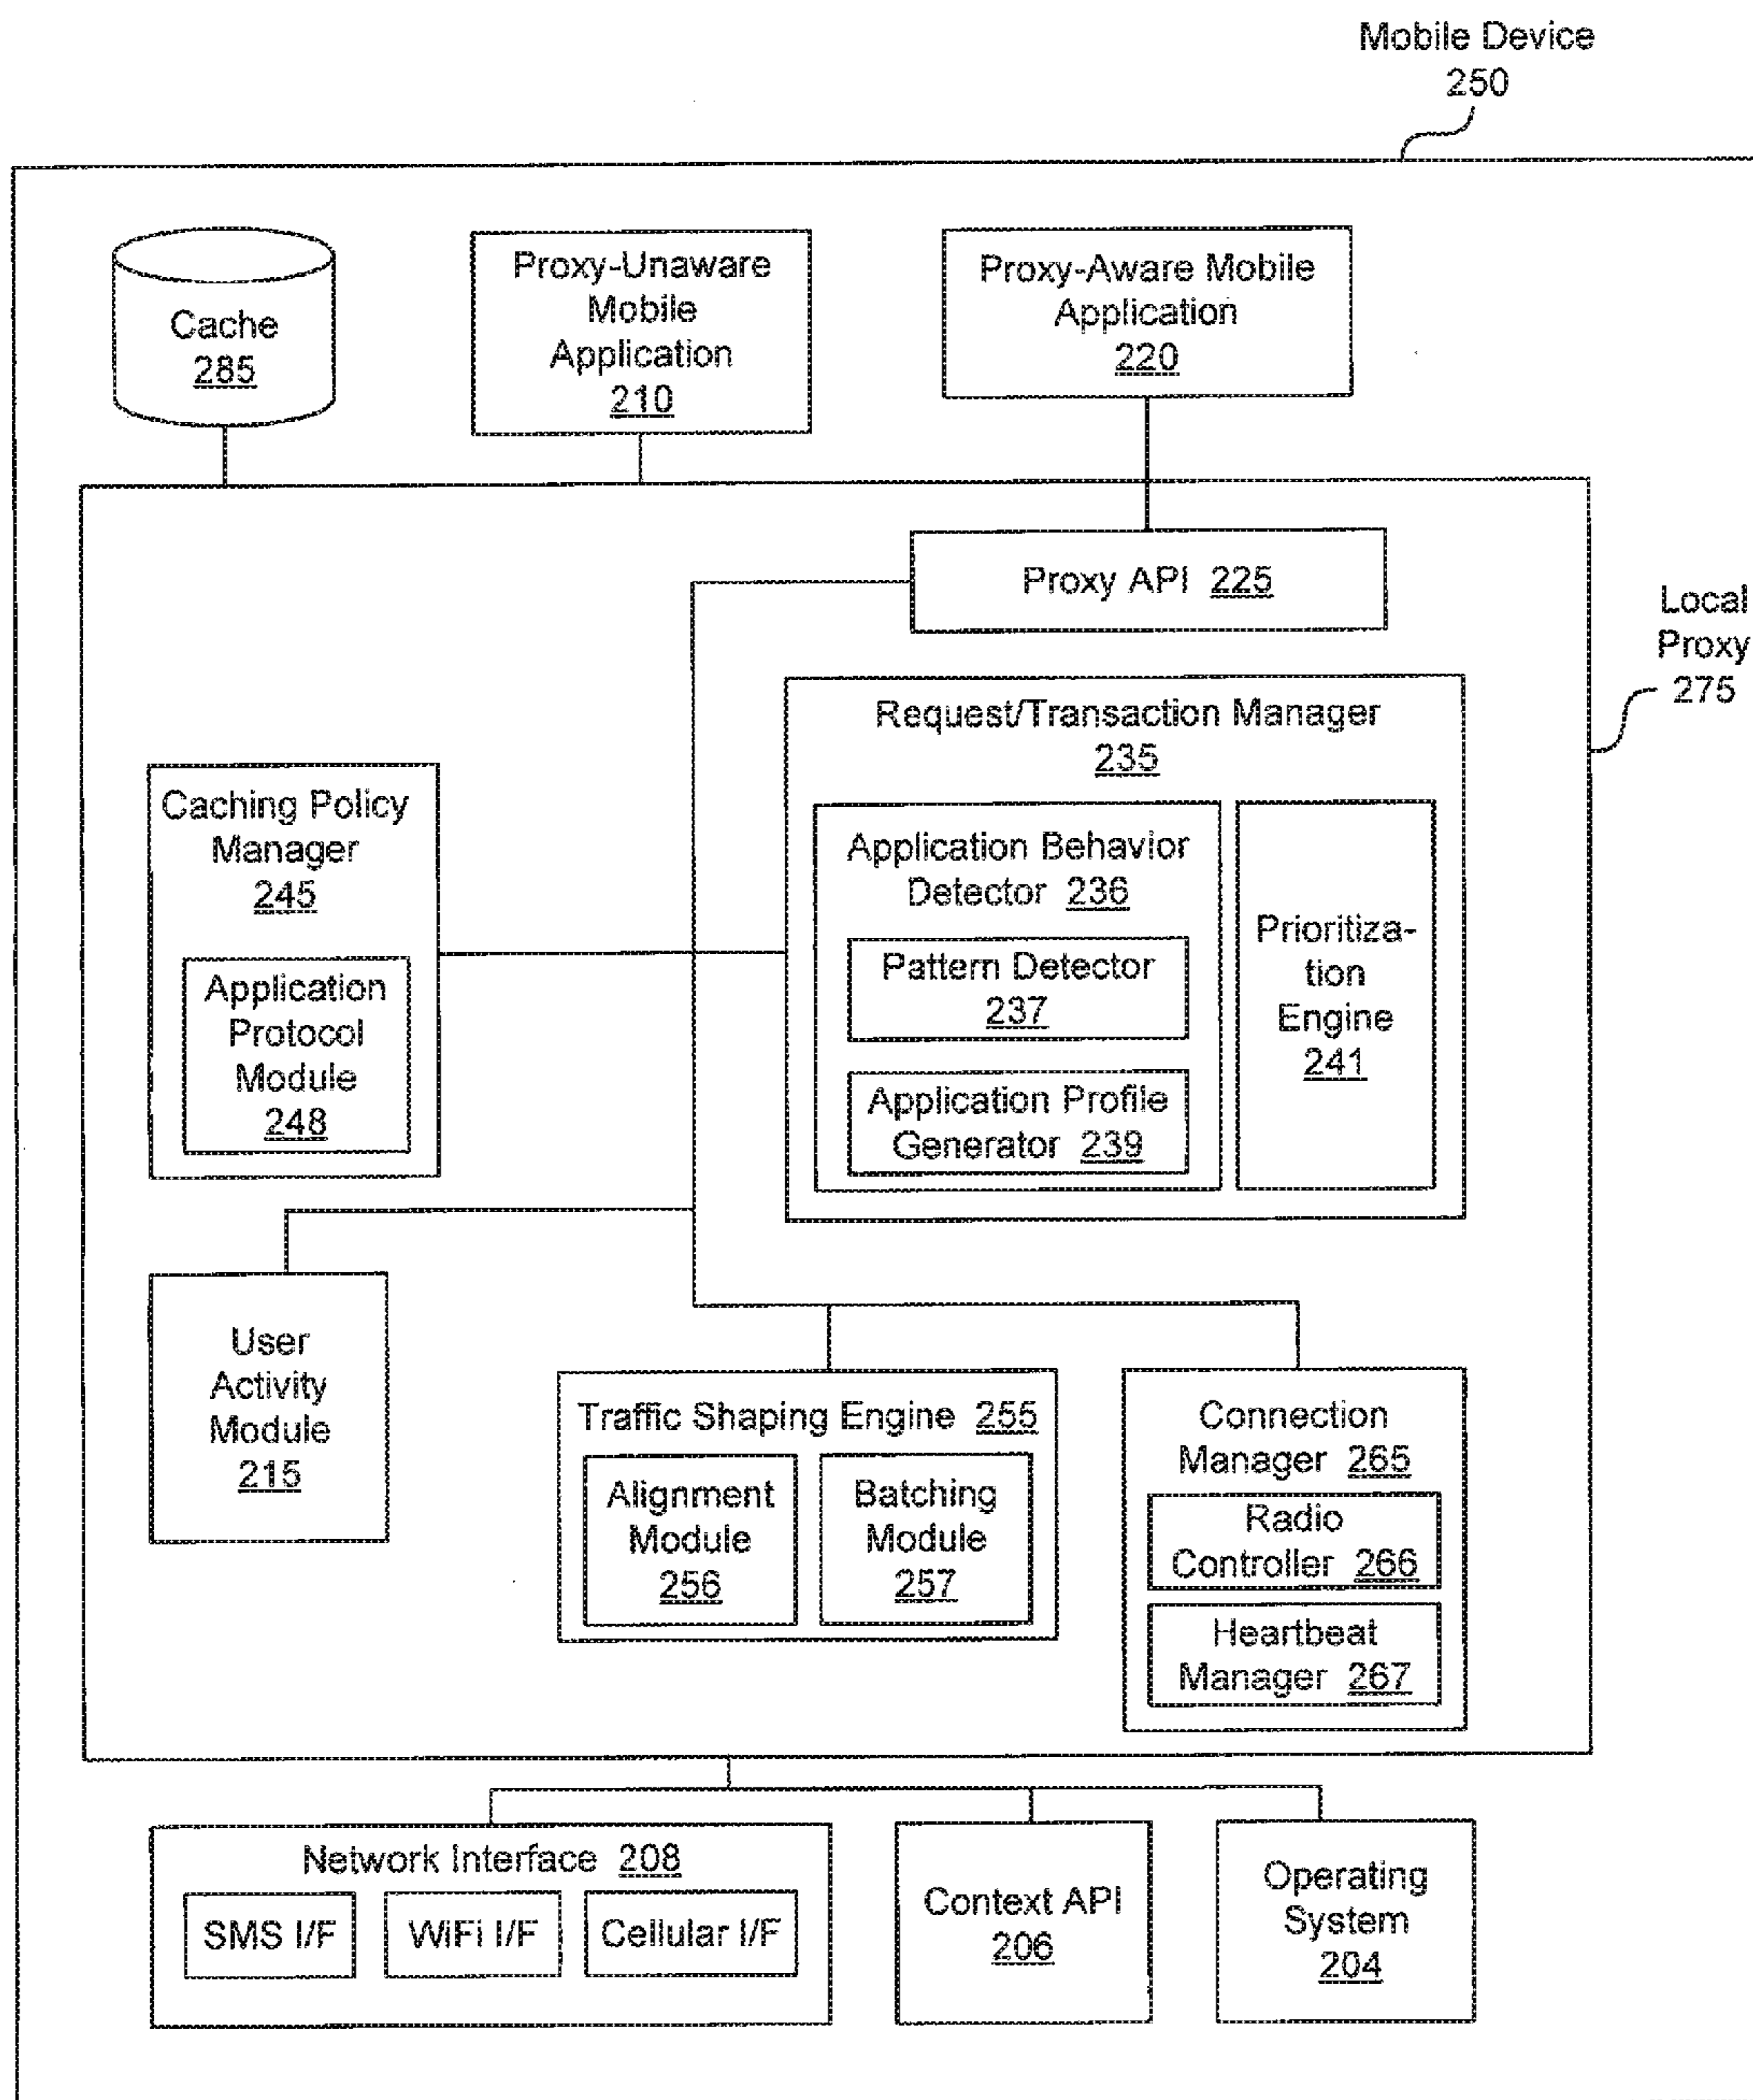 Mobile Device
250
Cache
285
Proxy-Unaware
Mobile
Application
210
Proxy-Aware Mobile
Application
220
Proxy API 225
Local
Proxy
275
Request/Transaction Manager
235
Caching Policy
Manager
245
Application
Protocol
Module
248
Application Behavior
Detector 236
Pattern Detector
237
Application Profile
Generator 239
Prioritiza-
tion
Engine
241
User
Activity
Module
215
Traffic Shaping Engine 255
Alignment
Module
256
Batching
Module
257
Connection
Manager 265
Radio
Controller 266
Heartbeat
Manager 267
Network Interface 208
SMS I/F
WiFi I/F
Cellular I/F
Context API
206
Operating
System
204